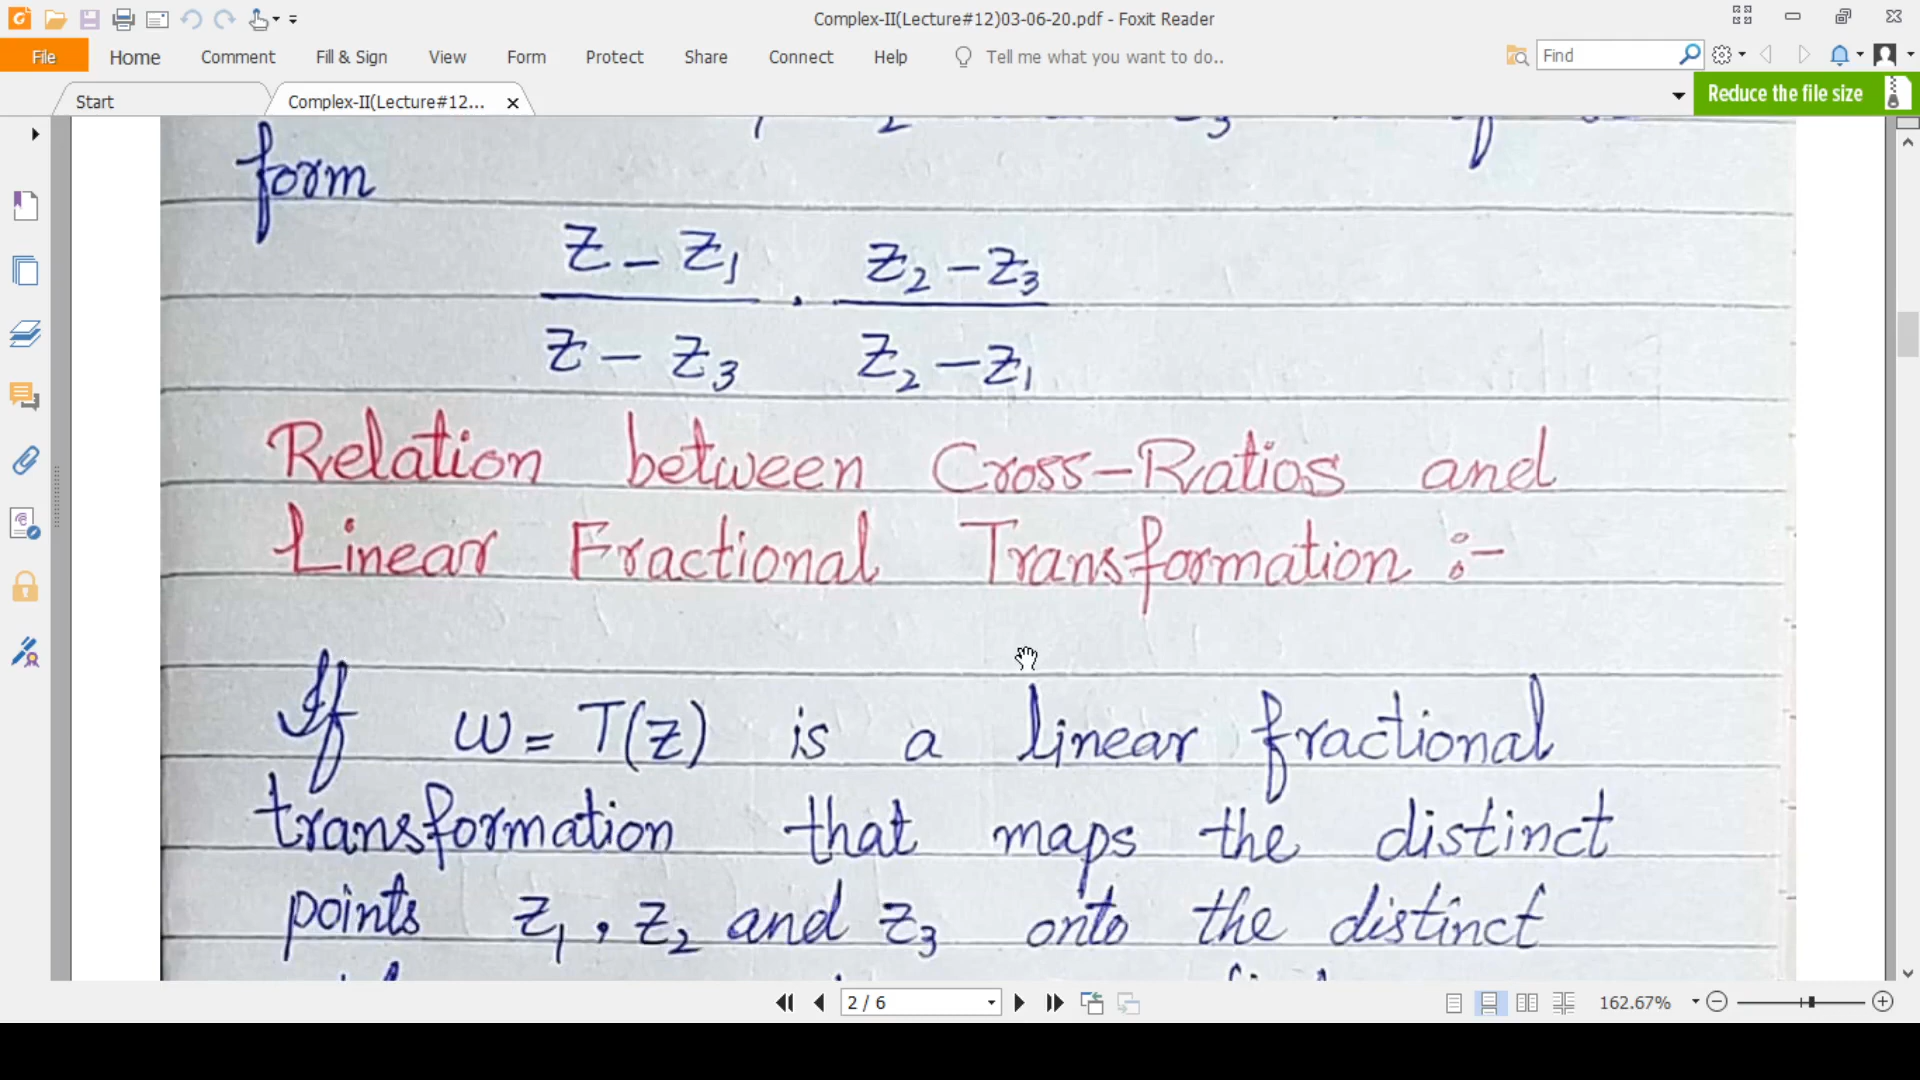 Complex-II(Lecture#12)03-06-20.pdf - Foxit Reader
File Home Comment Fill & Sign View Form Protect Share Connect Help Tell me what you want to do.. Find
Start Complex-II(Lecture#12... Reduce the file size
form
z - z₁ / z - z₃ . z₂ - z₃ / z₂ - z₁
Relation between Cross-Ratios and
Linear Fractional Transformation :-
If w = T(z) is a linear fractional
transformation that maps the distinct
points z₁, z₂ and z₃ onto the distinct
2 / 6 162.67%